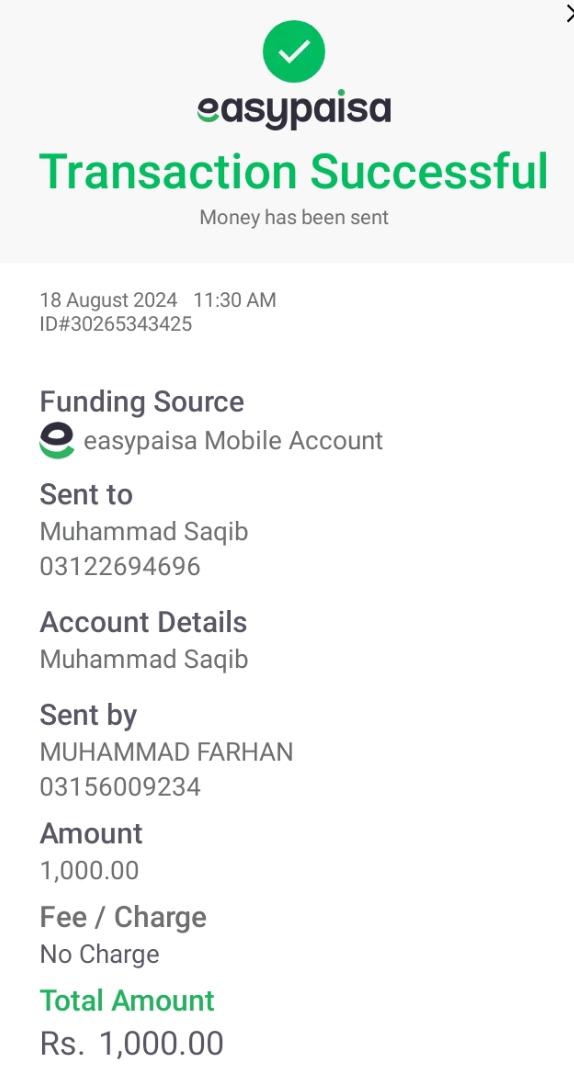 easypaisa
Transaction Successful
Money has been sent
18 August 2024 11:30 AM
ID#30265343425
Funding Source
easypaisa Mobile Account
Sent to
Muhammad Saqib
03122694696
Account Details
Muhammad Saqib
Sent by
MUHAMMAD FARHAN
03156009234
Amount
1,000.00
Fee / Charge
No Charge
Total Amount
Rs. 1,000.00